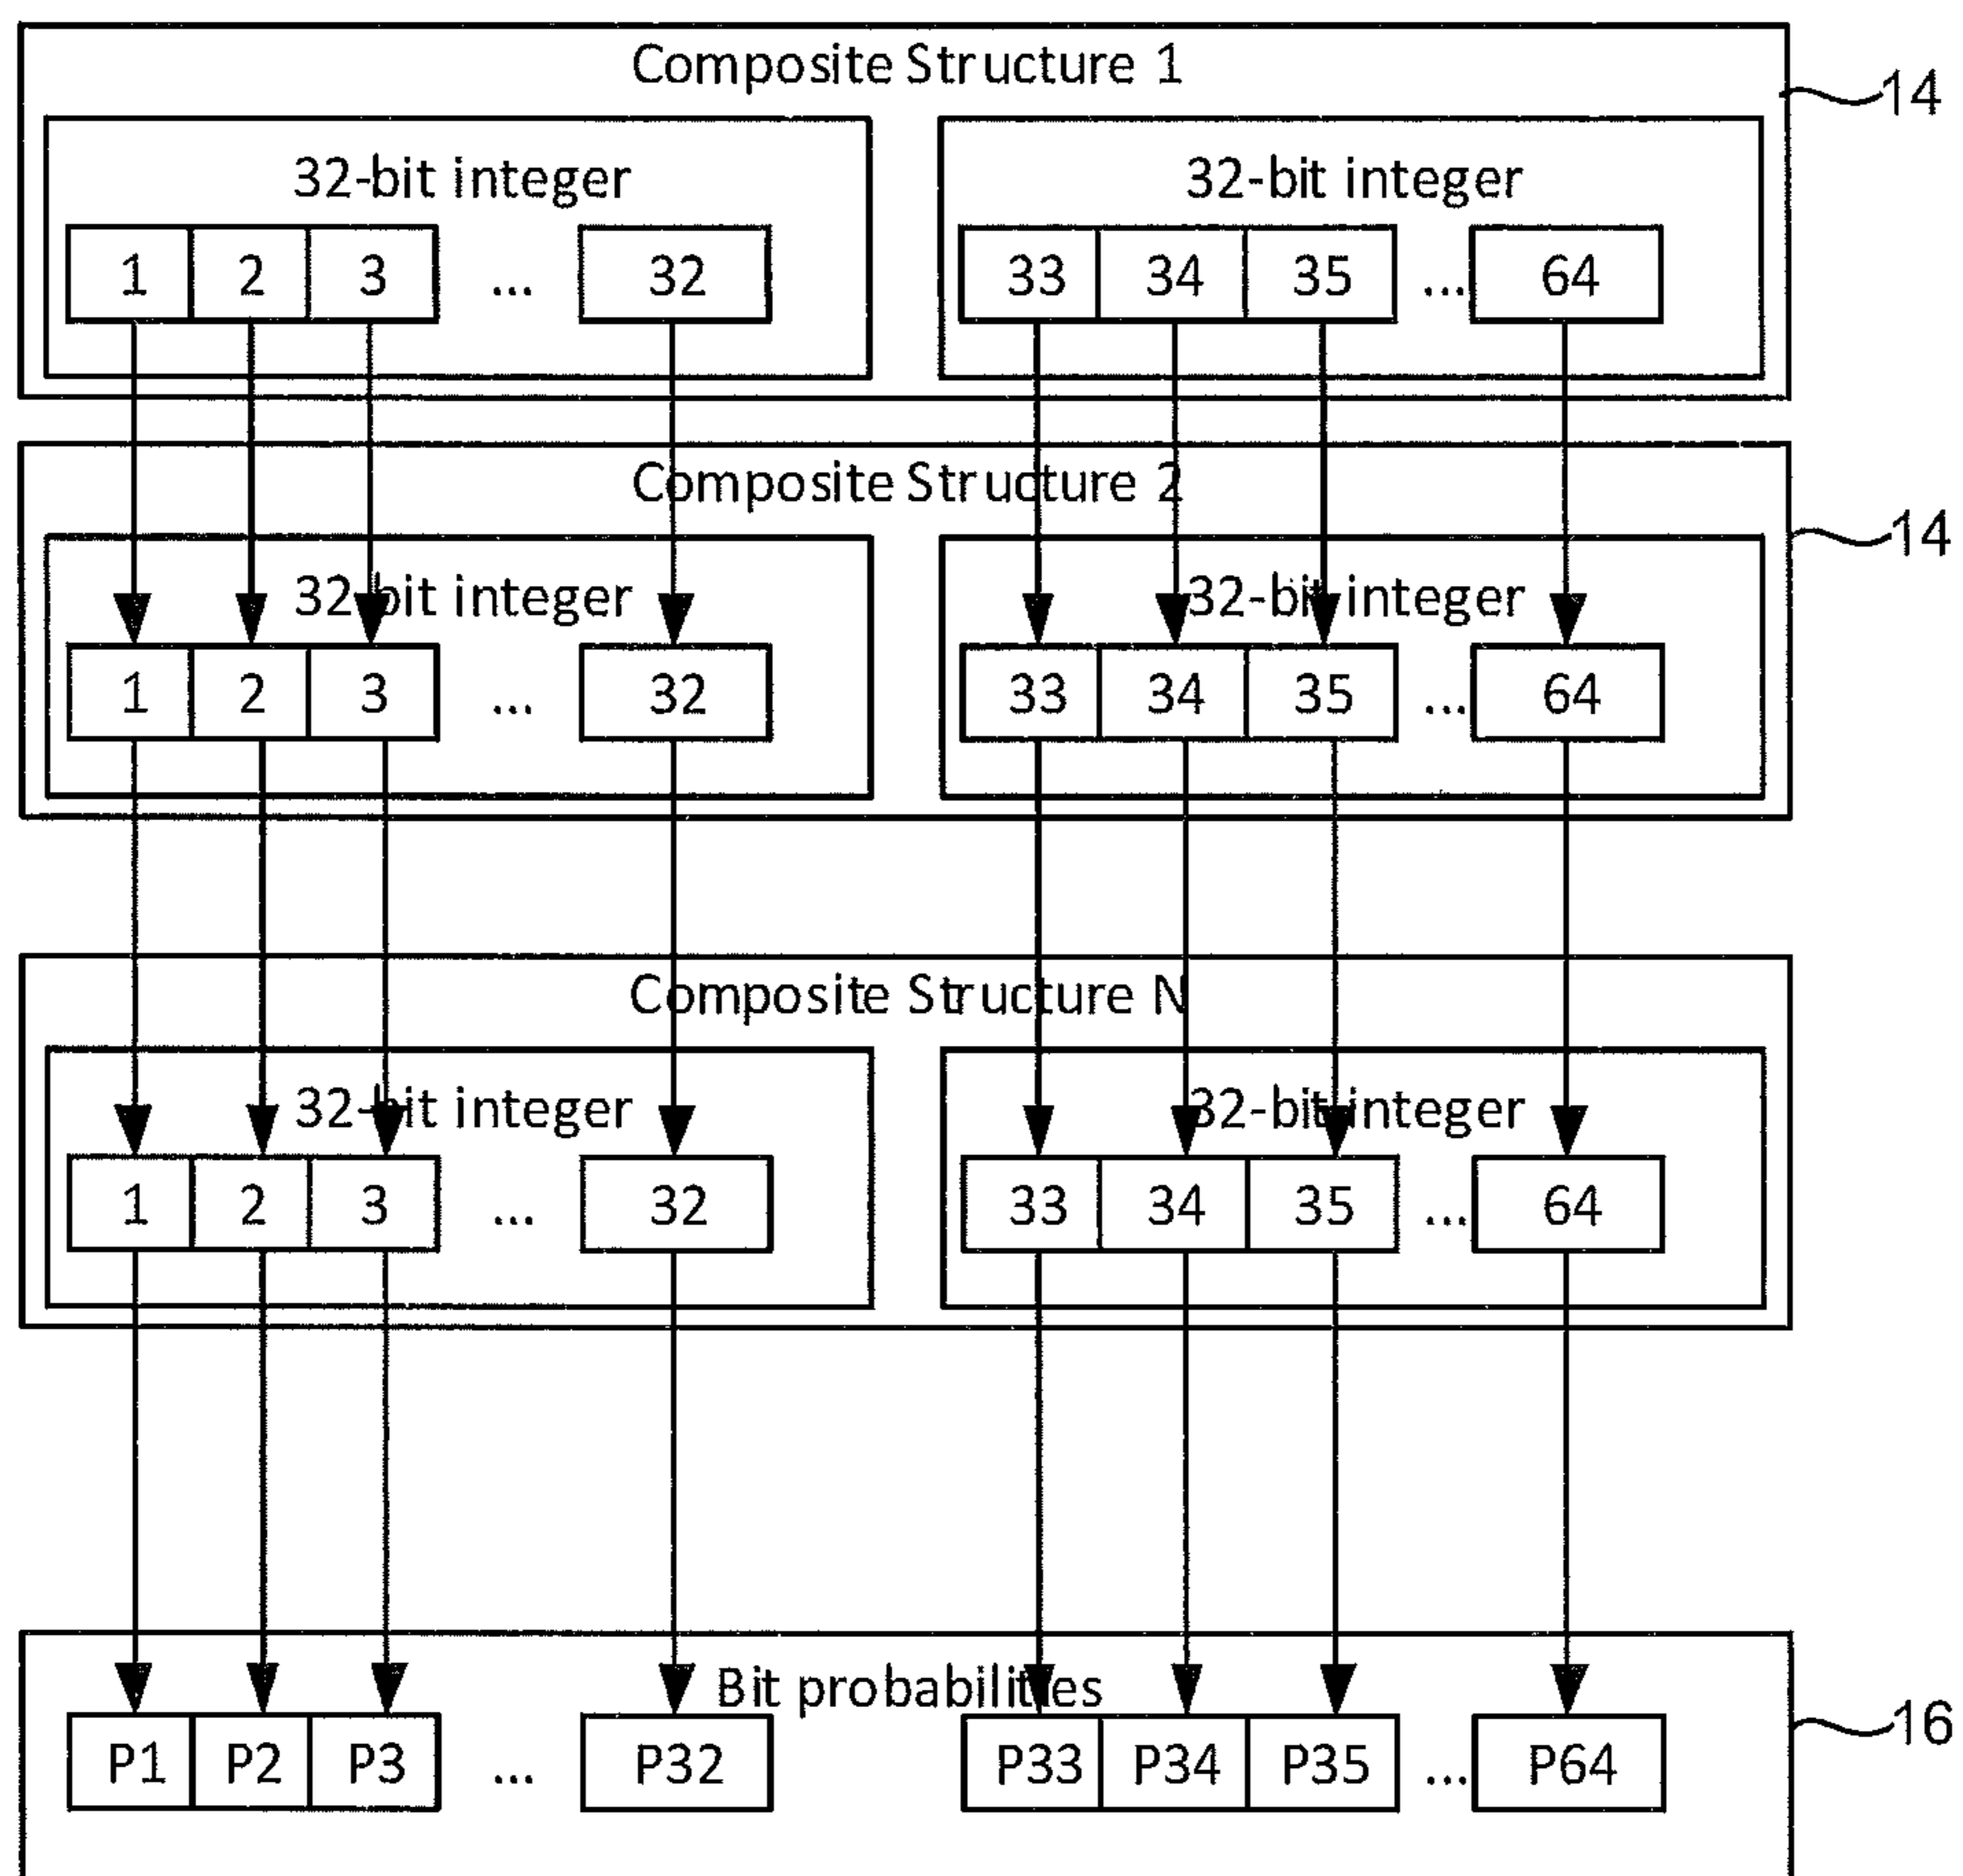 Composite Structure 1
14
32-bit integer 32-bit integer
1 2 3 ... 32 33 34 35 ... 64
Composite Structure 2
14
32-bit integer 32-bit integer
1 2 3 ... 32 33 34 35 ... 64
Composite Structure N
32-bit integer 32-bit integer
1 2 3 ... 32 33 34 35 ... 64
Bit probabilities
16
P1 P2 P3 ... P32 P33 P34 P35 ... P64